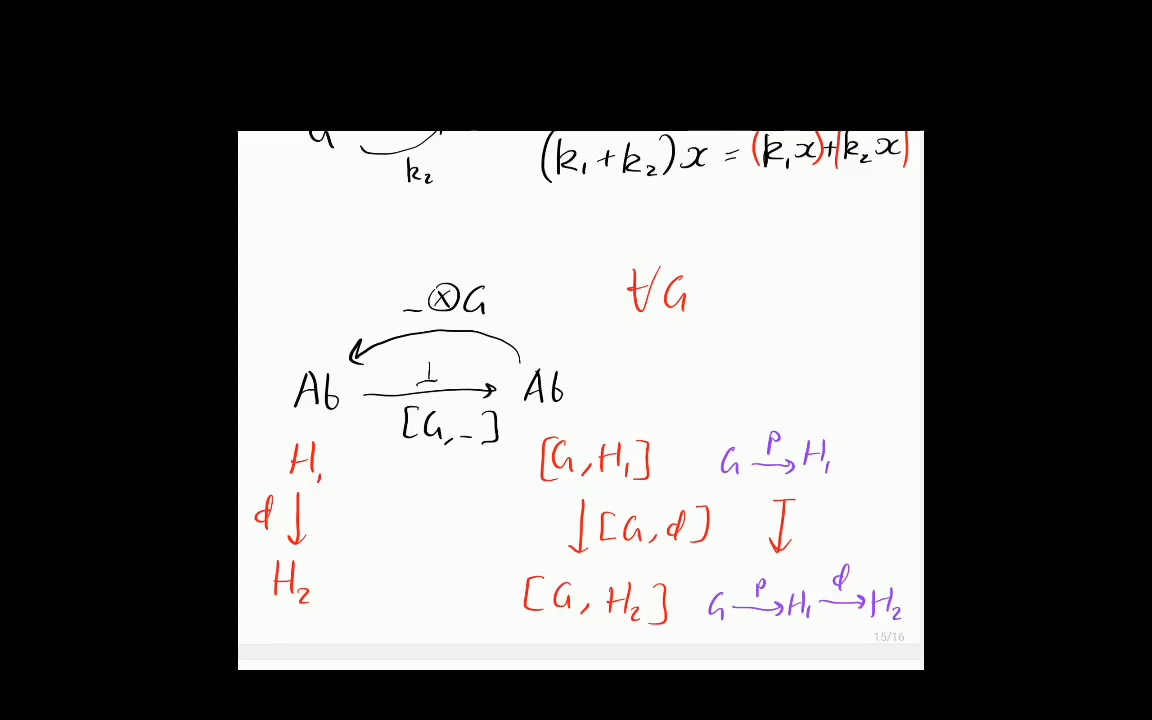 G
k₂
(k₁+k₂)x = (k₁x)+(k₂x)
_⊗G
∀G
Ab ⊥ Ab
[G,_]
H₁ [G,H₁] G →p H₁
d ↓ ↓ [G,d] ↧
H₂ [G,H₂] G →p H₁ →d H₂
15/16